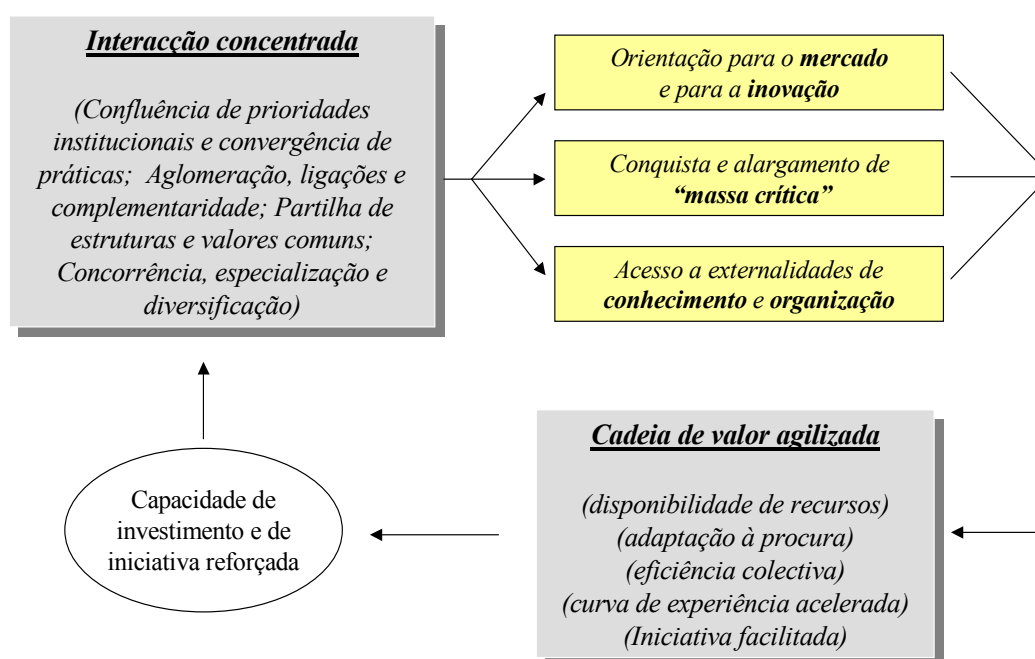 Interacção concentrada
(Confluência de prioridades
institucionais e convergência de
práticas; Aglomeração, ligações e
complementaridade; Partilha de
estruturas e valores comuns;
Concorrência, especialização e
diversificação)
Orientação para o mercado
e para a inovação
Conquista e alargamento de
“massa crítica”
Acesso a externalidades de
conhecimento e organização
Cadeia de valor agilizada
(disponibilidade de recursos)
(adaptação à procura)
(eficiência colectiva)
(curva de experiência acelerada)
(Iniciativa facilitada)
Capacidade de
investimento e de
iniciativa reforçada